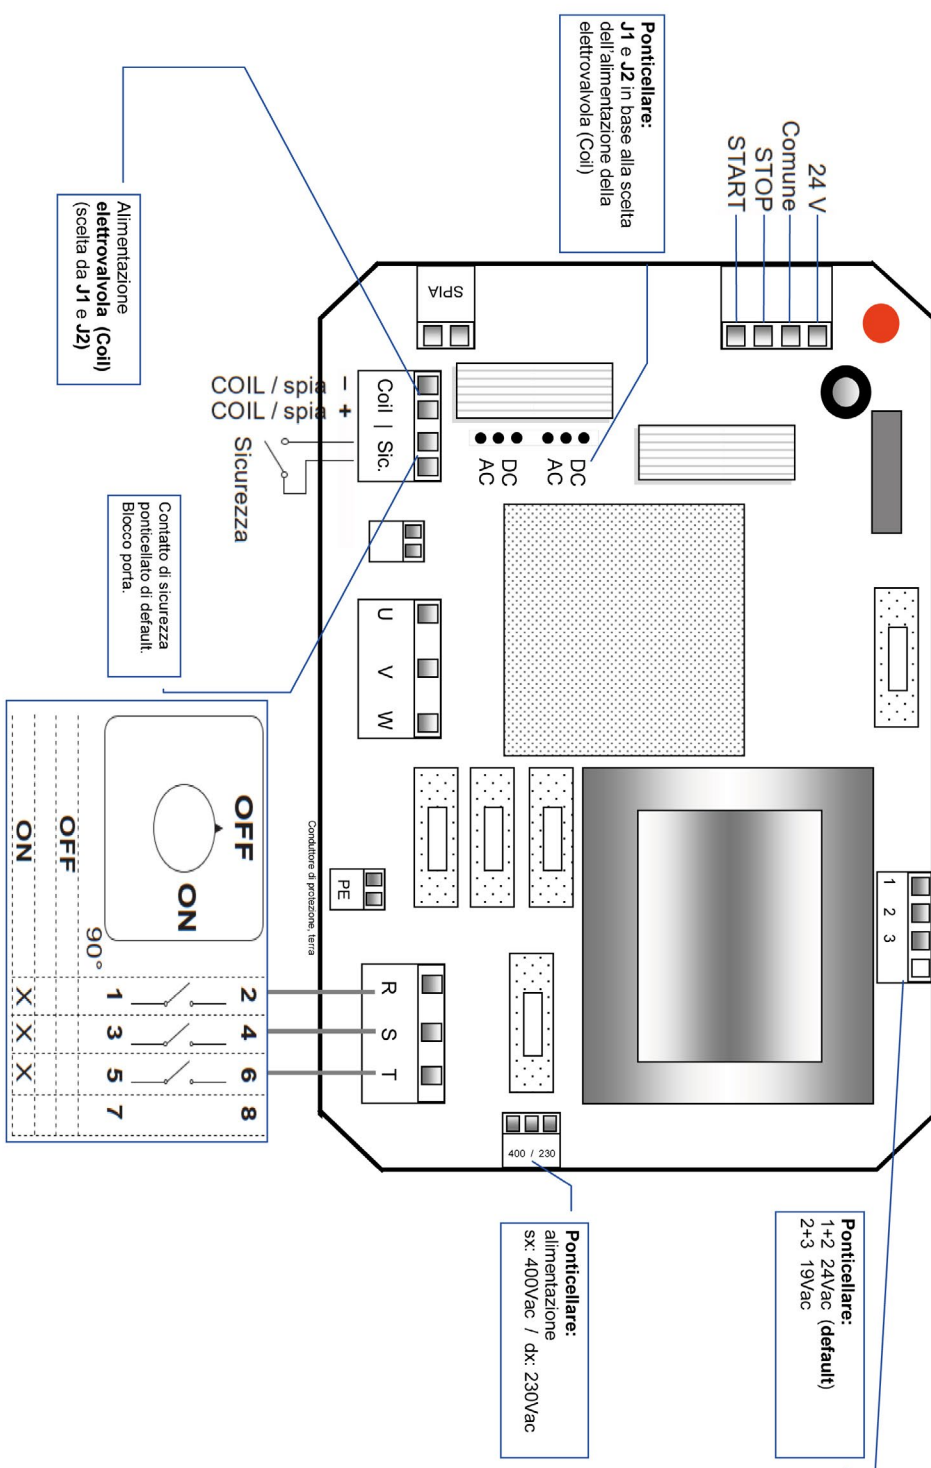 Ponticellare:
J1 e J2 in base alla scelta
dell'alimentazione della
elettrovalvola (Coil)
24 V
Comune
STOP
START
Alimentazione
elettrovalvola (Coil)
(scelta da J1 e J2)
SPIA
COIL / spia -
COIL / spia +
Coil | Sic.
Sicurezza
DC
AC
DC
AC
Contatto di sicurezza
ponticellato di default.
Blocco porta.
U V W
1 2 3
Conduttore di protezione, terra
PE
R S T
400 / 230
OFF
ON
90°
OFF
ON
2 4 6 8
1 3 5 7
X X X
Ponticellare:
alimentazione
sx: 400Vac / dx: 230Vac
Ponticellare:
1+2 24Vac (default)
2+3 19Vac